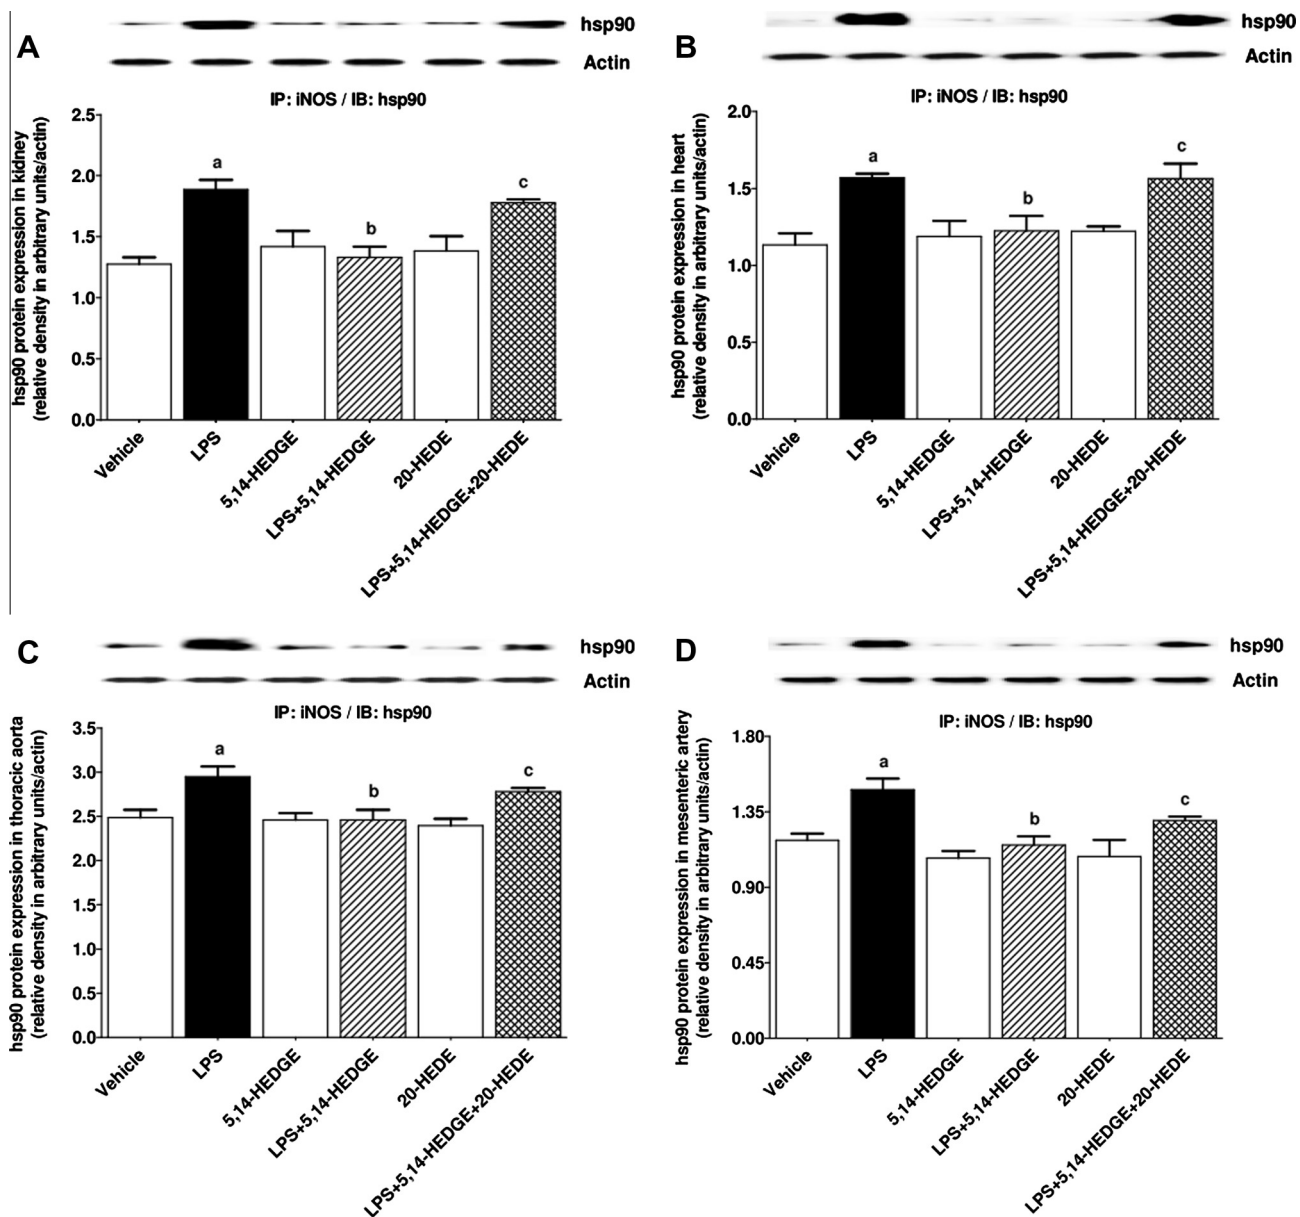 A
hsp90
Actin
IP: iNOS / IB: hsp90
hsp90 protein expression in kidney
(relative density in arbitrary units/actin)
2.5
2.0
1.5
1.0
0.5
0.0
a
b
c
Vehicle
LPS
5,14-HEDGE
LPS+5,14-HEDGE
20-HEDE
LPS+5,14-HEDGE+20-HEDE
B
hsp90
Actin
IP: iNOS / IB: hsp90
hsp90 protein expression in heart
(relative density in arbitrary units/actin)
2.0
1.5
1.0
0.5
0.0
a
b
c
Vehicle
LPS
5,14-HEDGE
LPS+5,14-HEDGE
20-HEDE
LPS+5,14-HEDGE+20-HEDE
C
hsp90
Actin
IP: iNOS / IB: hsp90
hsp90 protein expression in thoracic aorta
(relative density in arbitrary units/actin)
3.5
3.0
2.5
2.0
1.5
1.0
0.5
0.0
a
b
c
Vehicle
LPS
5,14-HEDGE
LPS+5,14-HEDGE
20-HEDE
LPS+5,14-HEDGE+20-HEDE
D
hsp90
Actin
IP: iNOS / IB: hsp90
hsp90 protein expression in mesenteric artery
(relative density in arbitrary units/actin)
1.80
1.35
0.90
0.45
0.00
a
b
c
Vehicle
LPS
5,14-HEDGE
LPS+5,14-HEDGE
20-HEDE
LPS+5,14-HEDGE+20-HEDE